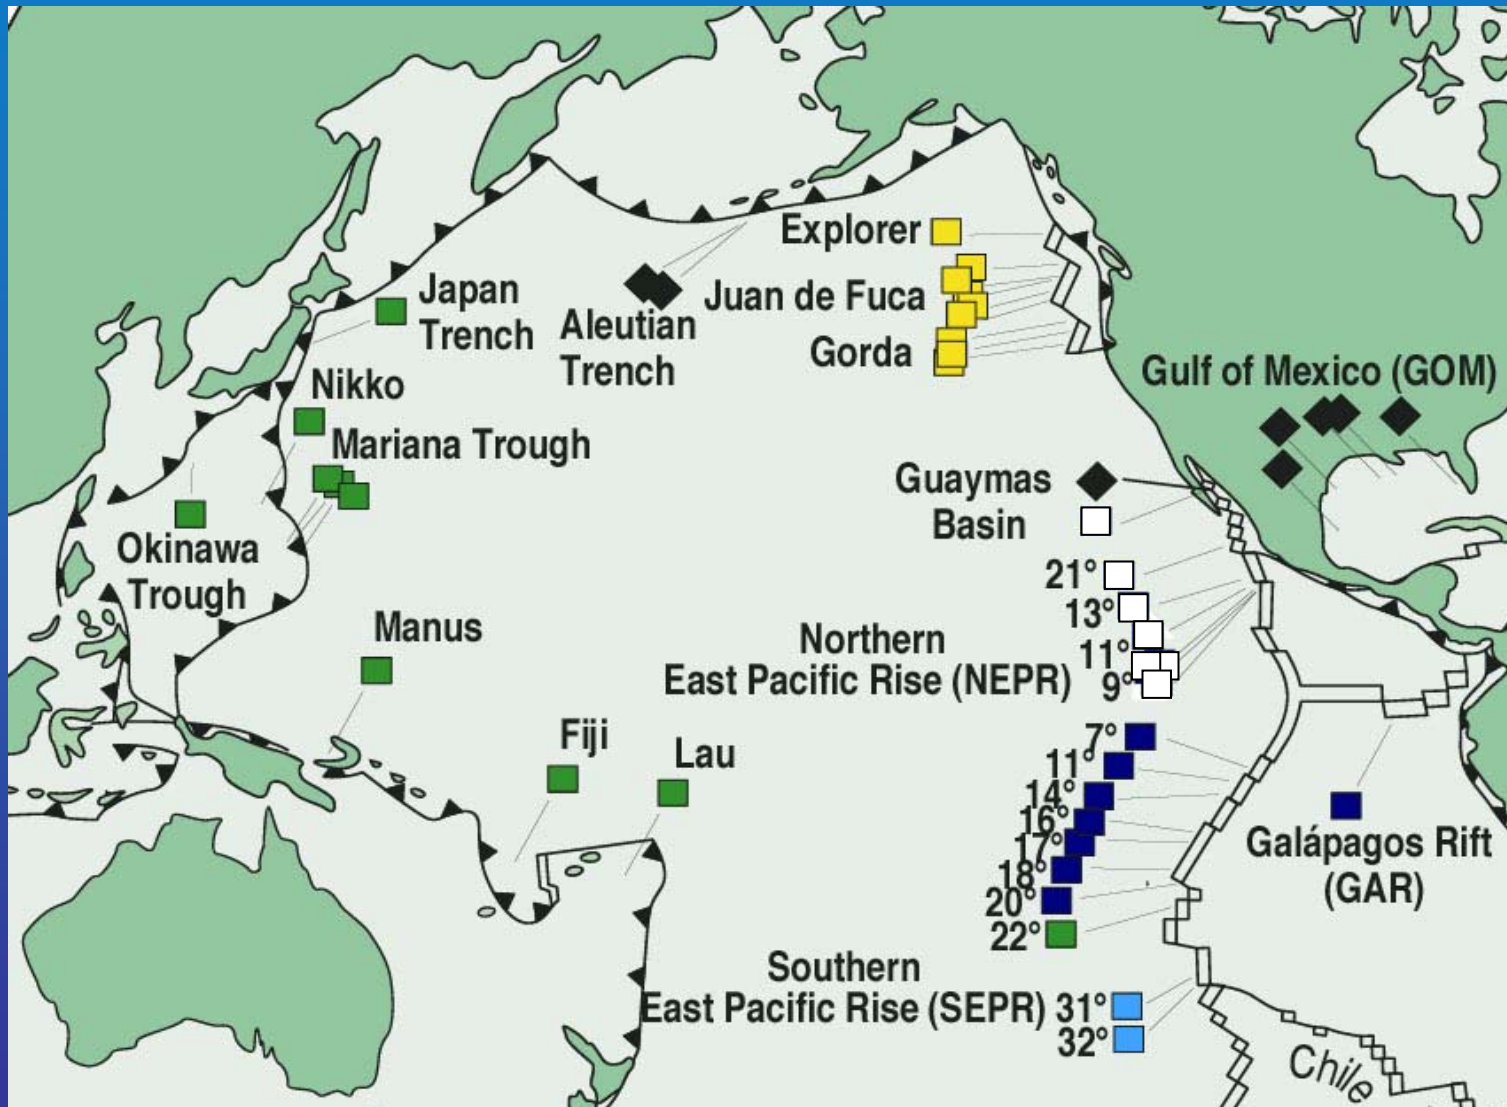 Explorer
Japan
Trench
Aleutian
Trench
Juan de Fuca
Gorda
Nikko
Mariana Trough
Gulf of Mexico (GOM)
Guaymas
Basin
Okinawa
Trough
21°
13°
11°
9°
Manus
Northern
East Pacific Rise (NEPR)
Fiji
Lau
7°
11°
14°
16°
17°
18°
20°
22°
Galápagos Rift
(GAR)
Southern
East Pacific Rise (SEPR)
31°
32°
Chile